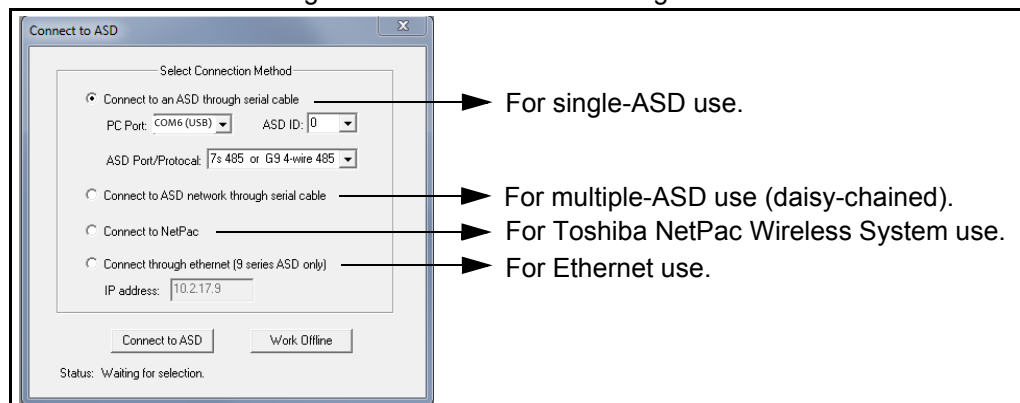 Connect to ASD
Select Connection Method
Connect to an ASD through serial cable
For single-ASD use.
PC Port: COM6 (USB) ASD ID: 0
ASD Port/Protocal: 7s 485 or G9 4-wire 485
Connect to ASD network through serial cable
For multiple-ASD use (daisy-chained).
Connect to NetPac
For Toshiba NetPac Wireless System use.
Connect through ethernet (9 series ASD only)
For Ethernet use.
IP address: 10.2.17.9
Connect to ASD Work Offline
Status: Waiting for selection.